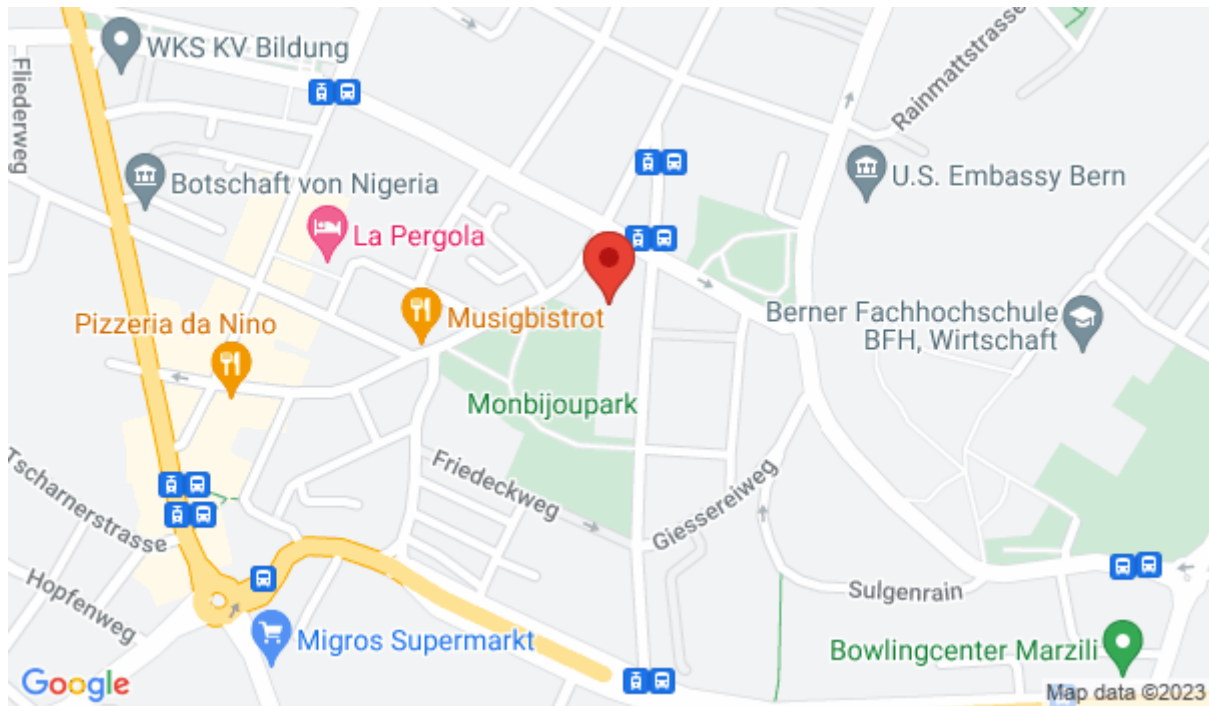 WKS KV Bildung
Fliederweg
Rainmattstrasse
Botschaft von Nigeria
U.S. Embassy Bern
La Pergola
Pizzeria da Nino
Musigbistrot
Berner Fachhochschule
BFH, Wirtschaft
Monbijoupark
Friedeckweg
Giessereiweg
Tscharnerstrasse
Hopfenweg
Sulgenrain
Migros Supermarkt
Bowlingcenter Marzili
Google
Map data ©2023